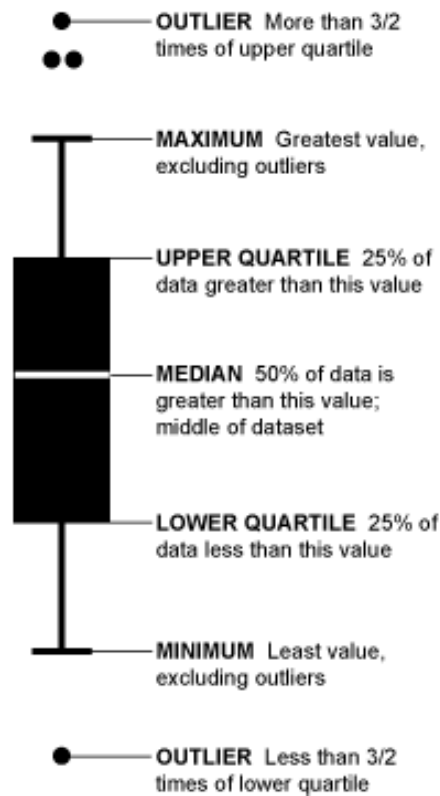 OUTLIER More than 3/2
times of upper quartile
MAXIMUM Greatest value,
excluding outliers
UPPER QUARTILE 25% of
data greater than this value
MEDIAN 50% of data is
greater than this value;
middle of dataset
LOWER QUARTILE 25% of
data less than this value
MINIMUM Least value,
excluding outliers
OUTLIER Less than 3/2
times of lower quartile